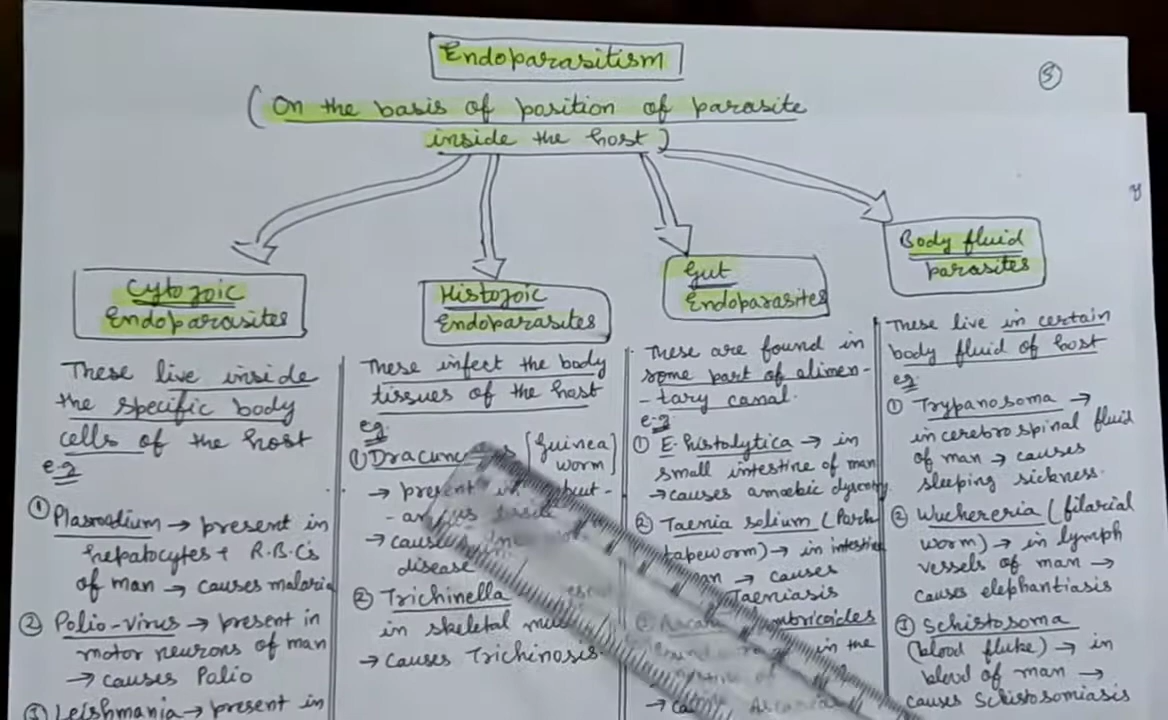 Endoparasitism
5
(On the basis of position of parasite
inside the host)
Cytozoic
Endoparasites
These live inside
the specific body
cells of the host
e.g
① Plasmodium → present in
hepatocytes + R.B.C's
of man → causes malaria
② Polio-virus → present in
motor neurons of man
→ causes Polio
③ Leishmania → present in
Histozoic
Endoparasites
These infect the body
tissues of the host
eg
① [Guinea
worm]
→ present
→ cause
disease
② Trichinella
in skeletal
→ causes Trichinosis.
Gut
Endoparasites
These are found in
some part of alimen-
-tary canal.
e.g
① E. histolytica → in
small intestine of man
→ causes amoebic
② Taenia solium (Pork
tapeworm) → in
→ causes
Taeniasis
in the
Body fluid
parasites
These live in certain
body fluid of host
eg
① Trypanosoma →
in cerebrospinal fluid
of man → causes
sleeping sickness.
② Wuchereria (filarial
worm) → in lymph
vessels of man →
causes elephantiasis
③ Schistosoma
(blood fluke) → in
blood of man →
causes Schistosomiasis